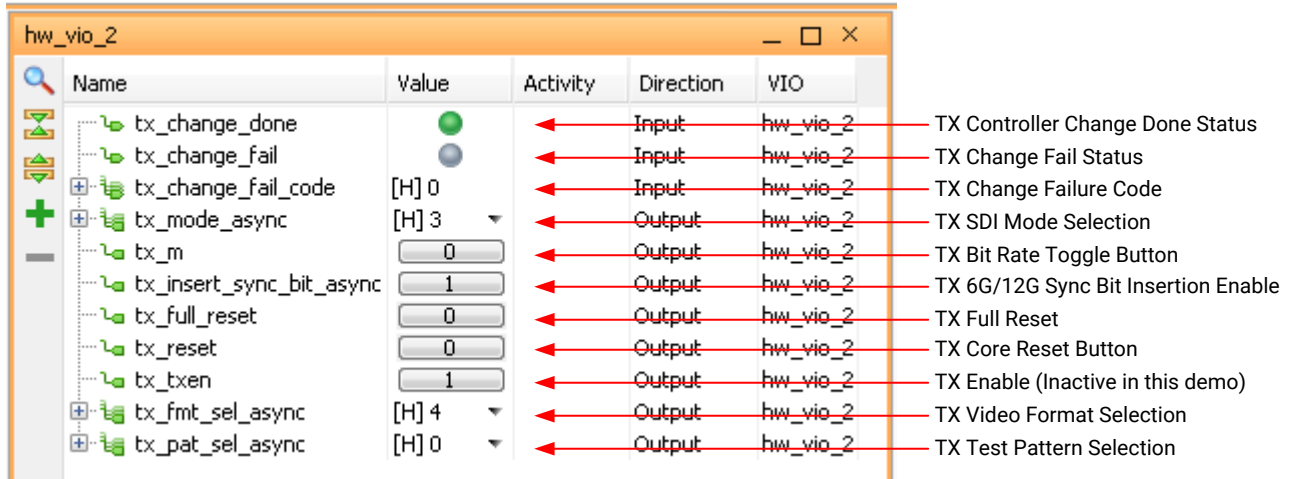 hw_vio_2
Name Value Activity Direction VIO
tx_change_done Input hw_vio_2 TX Controller Change Done Status
tx_change_fail Input hw_vio_2 TX Change Fail Status
tx_change_fail_code [H] 0 Input hw_vio_2 TX Change Failure Code
tx_mode_async [H] 3 Output hw_vio_2 TX SDI Mode Selection
tx_m 0 Output hw_vio_2 TX Bit Rate Toggle Button
tx_insert_sync_bit_async 1 Output hw_vio_2 TX 6G/12G Sync Bit Insertion Enable
tx_full_reset 0 Output hw_vio_2 TX Full Reset
tx_reset 0 Output hw_vio_2 TX Core Reset Button
tx_txen 1 Output hw_vio_2 TX Enable (Inactive in this demo)
tx_fmt_sel_async [H] 4 Output hw_vio_2 TX Video Format Selection
tx_pat_sel_async [H] 0 Output hw_vio_2 TX Test Pattern Selection